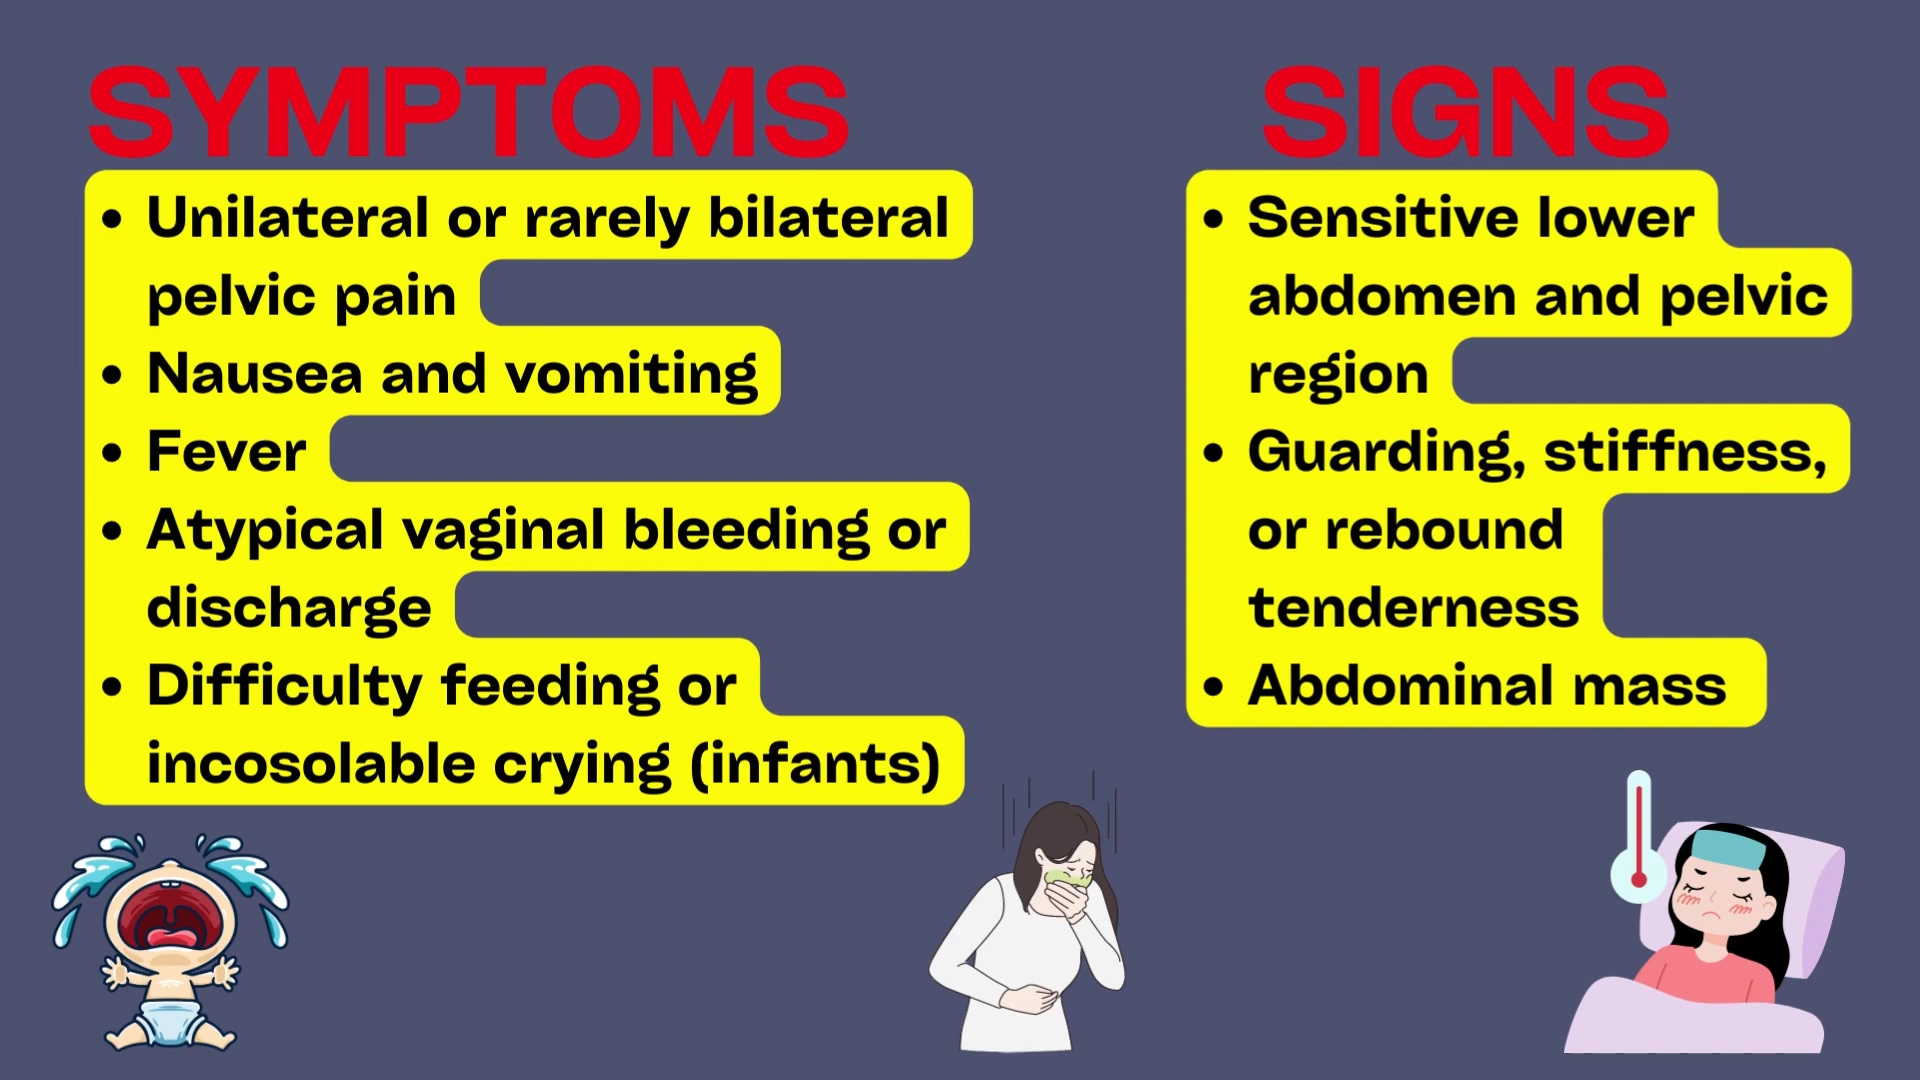 SYMPTOMS
• Unilateral or rarely bilateral
pelvic pain
• Nausea and vomiting
• Fever
• Atypical vaginal bleeding or
discharge
• Difficulty feeding or
incosolable crying (infants)
SIGNS
• Sensitive lower
abdomen and pelvic
region
• Guarding, stiffness,
or rebound
tenderness
• Abdominal mass